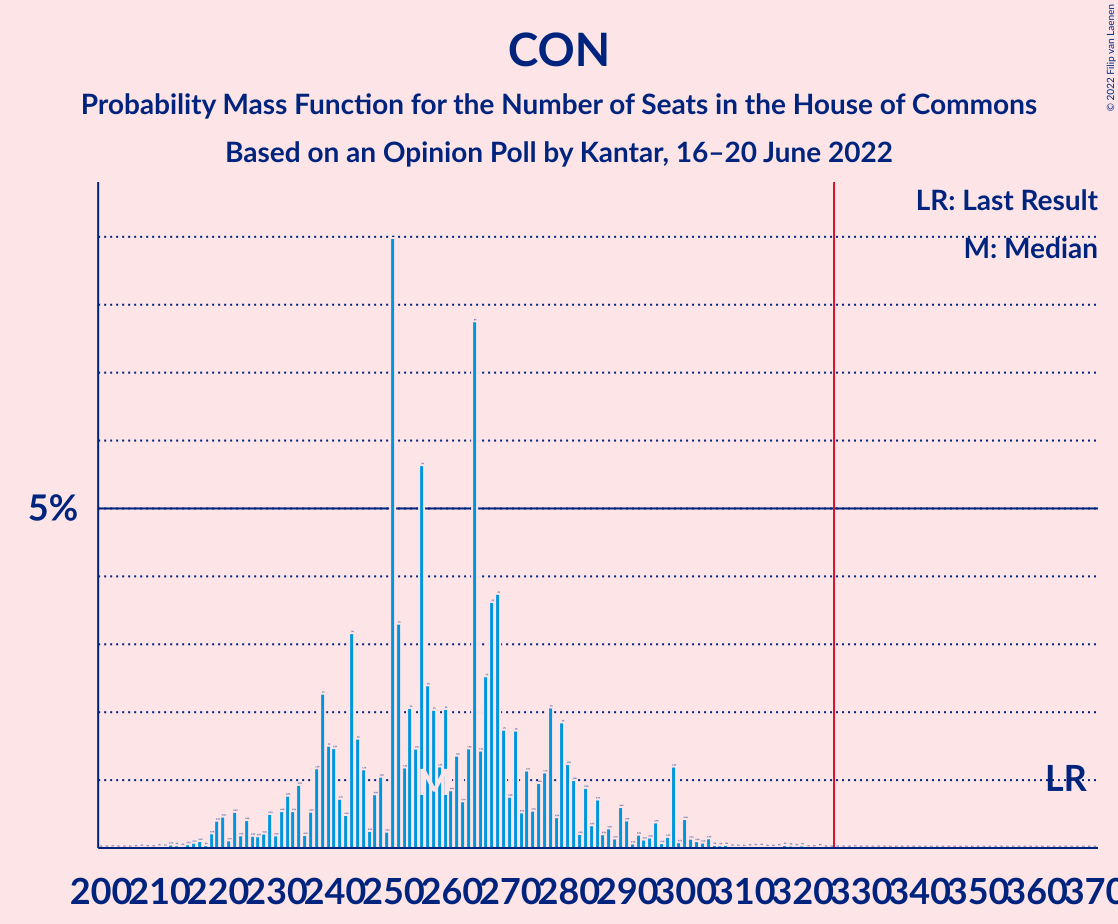 CON
Probability Mass Function for the Number of Seats in the House of Commons
Based on an Opinion Poll by Kantar, 16–20 June 2022
© 2022 Filip van Laenen
LR: Last Result
M: Median
5%
M
LR
200 210 220 230 240 250 260 270 280 290 300 310 320 330 340 350 360 370